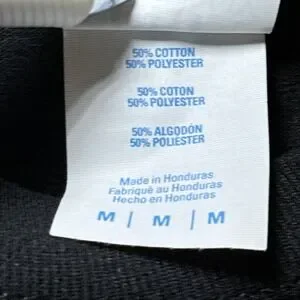 50% COTTON
50% POLYESTER
50% COTON
50% POLYESTER
50% ALGODÓN
50% POLIESTER
Made in Honduras
Fabriqué au Honduras
Hecho en Honduras
M | M | M